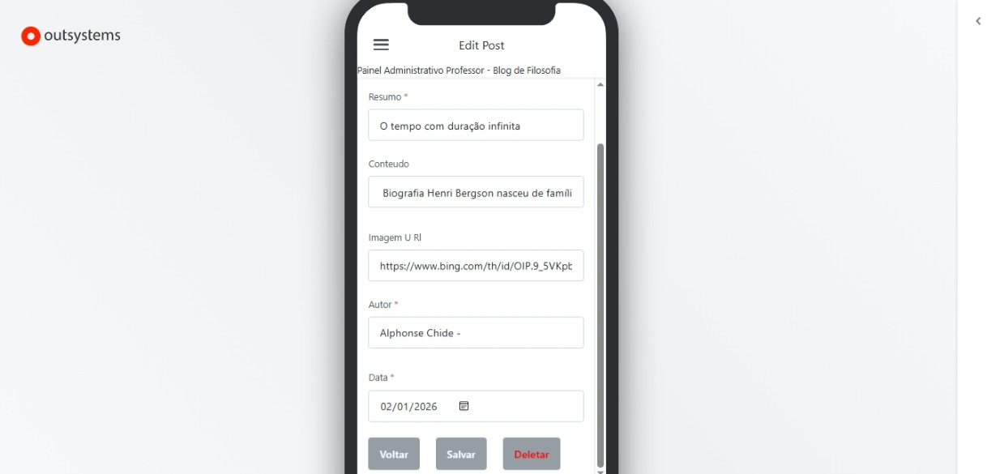 outsystems
Edit Post
Painel Administrativo Professor - Blog de Filosofia
Resumo *
O tempo com duração infinita
Conteudo
Biografia Henri Bergson nasceu de famíli
Imagem U Rl
https://www.bing.com/th/id/OIP.9_5VKpb
Autor *
Alphonse Chide -
Data *
02/01/2026
Voltar Salvar Deletar